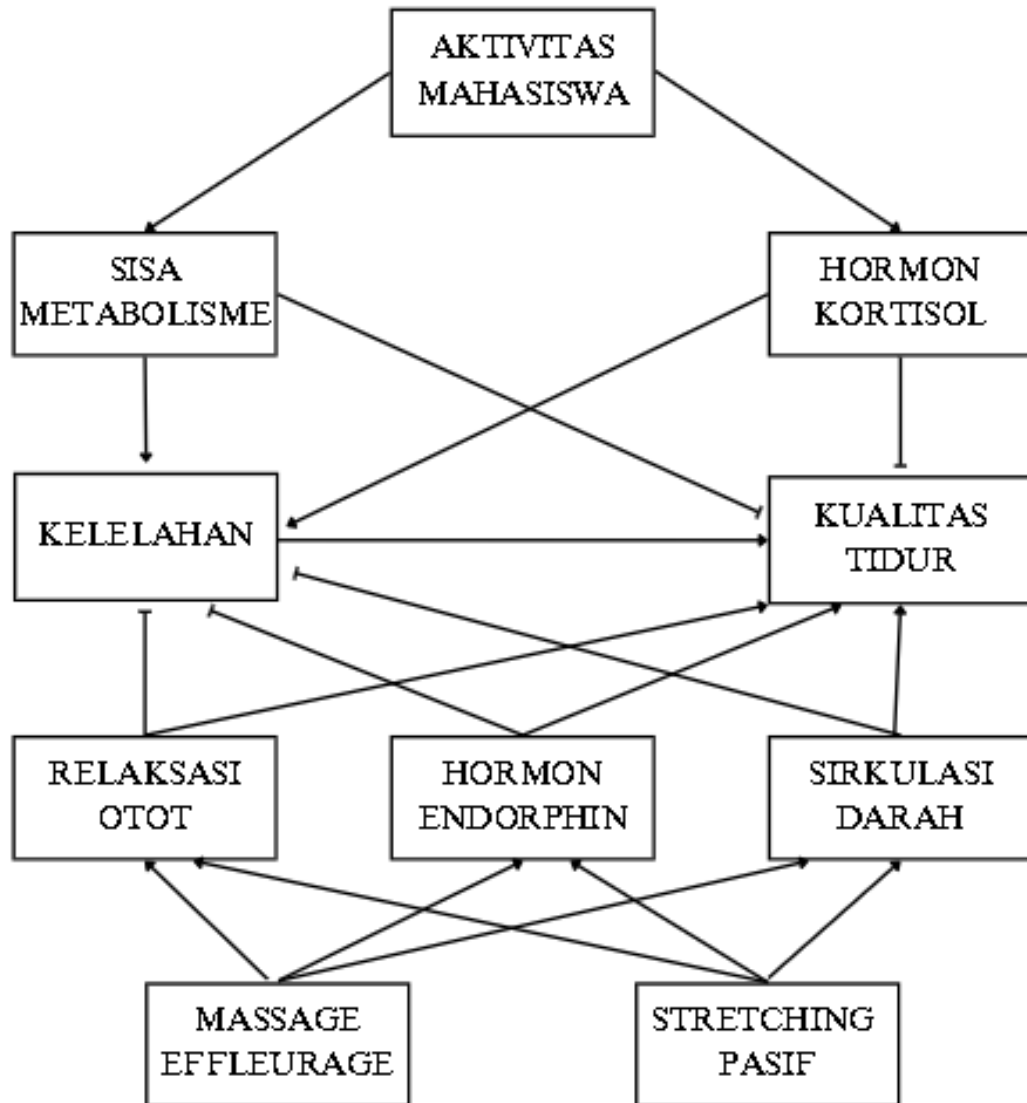 AKTIVITAS
MAHASISWA
SISA
METABOLISME
HORMON
KORTISOL
KELELAHAN
KUALITAS
TIDUR
RELAKSASI
OTOT
HORMON
ENDORPHIN
SIRKULASI
DARAH
MASSAGE
EFFLEURAGE
STRETCHING
PASIF